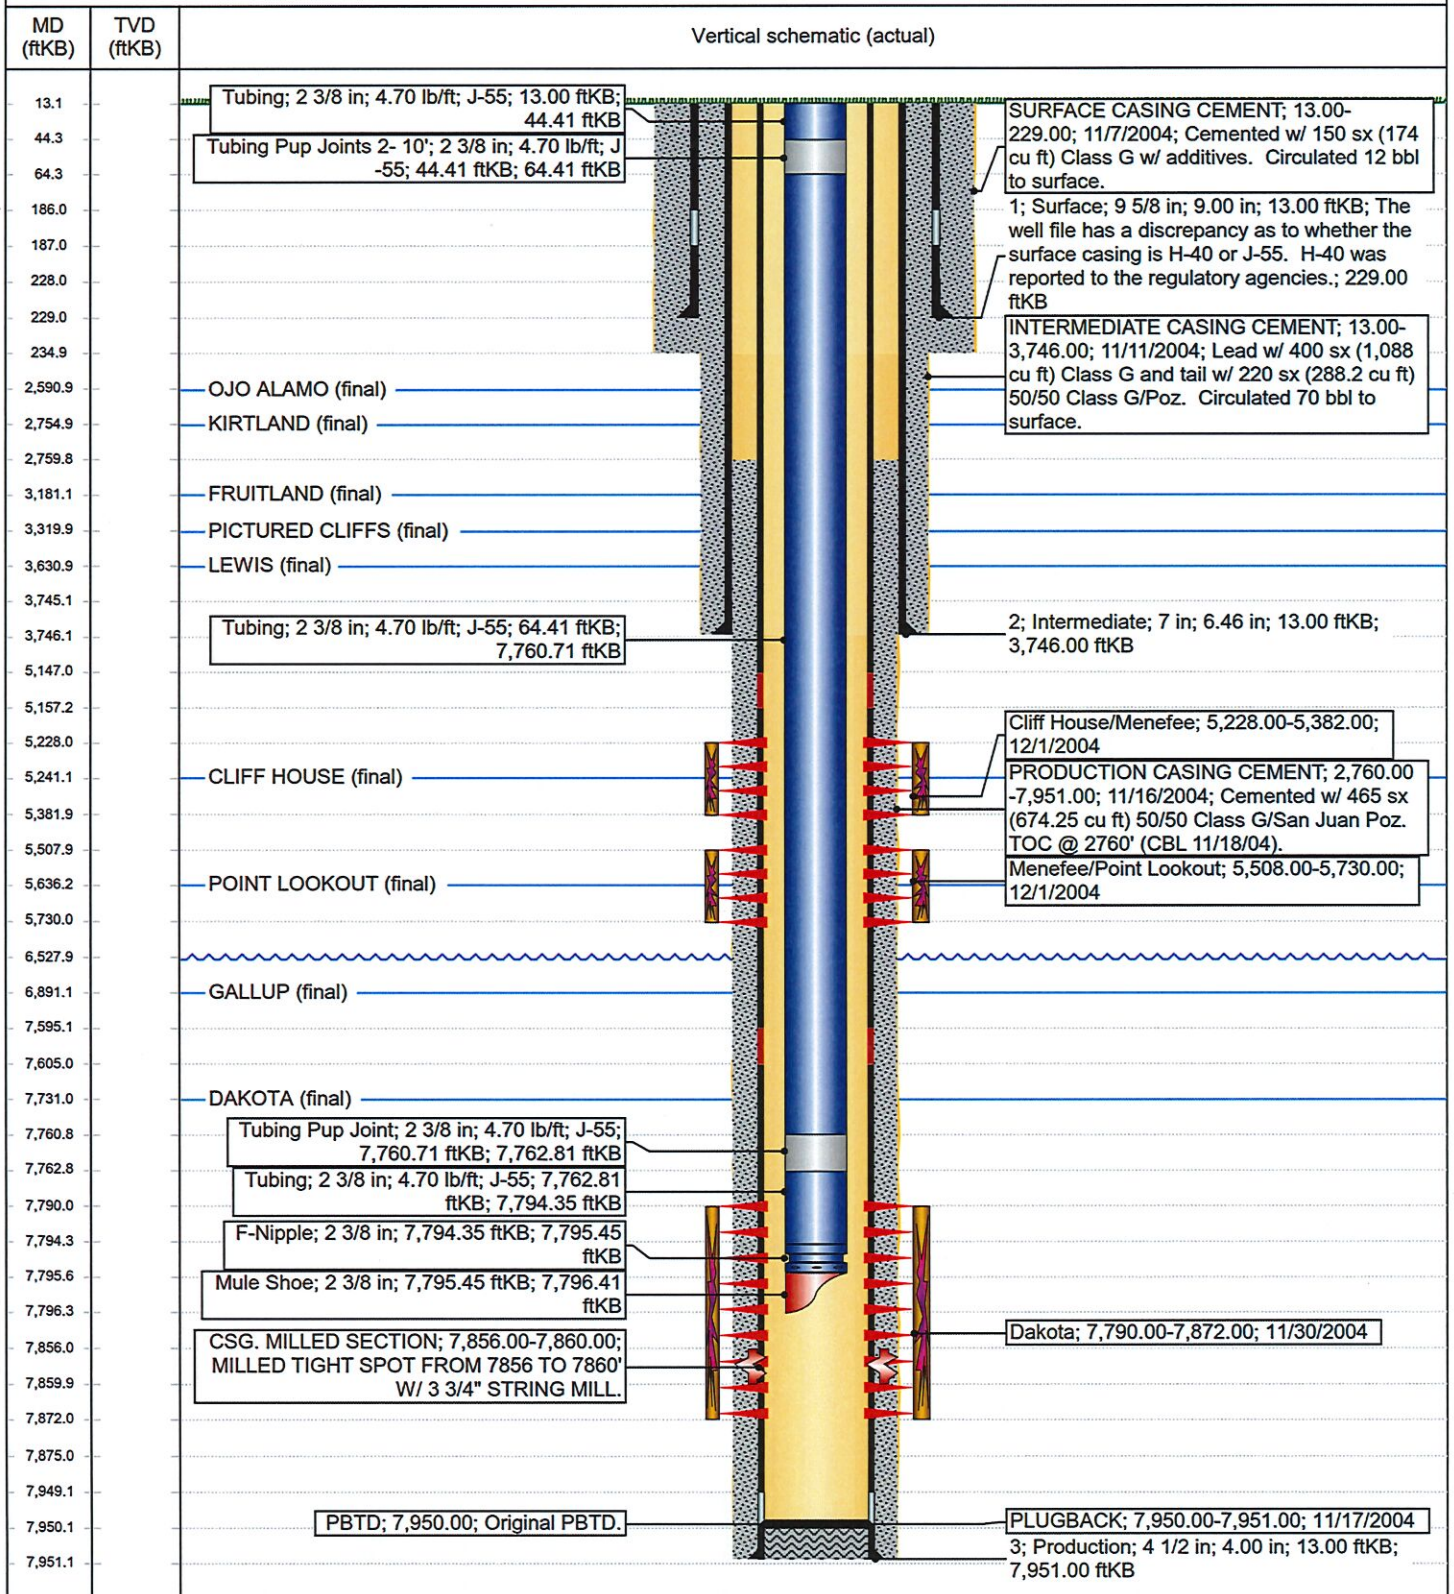 MD
(ftKB)
TVD
(ftKB)
Vertical schematic (actual)
13.1
44.3
64.3
186.0
187.0
228.0
229.0
234.9
2,590.9
2,754.9
2,759.8
3,181.1
3,319.9
3,630.9
3,745.1
3,746.1
5,147.0
5,157.2
5,228.0
5,241.1
5,381.9
5,507.9
5,636.2
5,730.0
6,527.9
6,891.1
7,595.1
7,605.0
7,731.0
7,760.8
7,762.8
7,790.0
7,794.3
7,795.6
7,796.3
7,856.0
7,859.9
7,872.0
7,875.0
7,949.1
7,950.1
7,951.1
Tubing; 2 3/8 in; 4.70 lb/ft; J-55; 13.00 ftKB;
44.41 ftKB
Tubing Pup Joints 2- 10'; 2 3/8 in; 4.70 lb/ft; J
-55; 44.41 ftKB; 64.41 ftKB
OJO ALAMO (final)
KIRTLAND (final)
FRUITLAND (final)
PICTURED CLIFFS (final)
LEWIS (final)
Tubing; 2 3/8 in; 4.70 lb/ft; J-55; 64.41 ftKB;
7,760.71 ftKB
CLIFF HOUSE (final)
POINT LOOKOUT (final)
GALLUP (final)
DAKOTA (final)
Tubing Pup Joint; 2 3/8 in; 4.70 lb/ft; J-55;
7,760.71 ftKB; 7,762.81 ftKB
Tubing; 2 3/8 in; 4.70 lb/ft; J-55; 7,762.81
ftKB; 7,794.35 ftKB
F-Nipple; 2 3/8 in; 7,794.35 ftKB; 7,795.45
ftKB
Mule Shoe; 2 3/8 in; 7,795.45 ftKB; 7,796.41
ftKB
CSG. MILLED SECTION; 7,856.00-7,860.00;
MILLED TIGHT SPOT FROM 7856 TO 7860'
W/ 3 3/4" STRING MILL.
PBTD; 7,950.00; Original PBTD.
SURFACE CASING CEMENT; 13.00-
229.00; 11/7/2004; Cemented w/ 150 sx (174
cu ft) Class G w/ additives. Circulated 12 bbl
to surface.
1; Surface; 9 5/8 in; 9.00 in; 13.00 ftKB; The
well file has a discrepancy as to whether the
surface casing is H-40 or J-55. H-40 was
reported to the regulatory agencies.; 229.00
ftKB
INTERMEDIATE CASING CEMENT; 13.00-
3,746.00; 11/11/2004; Lead w/ 400 sx (1,088
cu ft) Class G and tail w/ 220 sx (288.2 cu ft)
50/50 Class G/Poz. Circulated 70 bbl to
surface.
2; Intermediate; 7 in; 6.46 in; 13.00 ftKB;
3,746.00 ftKB
Cliff House/Menefee; 5,228.00-5,382.00;
12/1/2004
PRODUCTION CASING CEMENT; 2,760.00
-7,951.00; 11/16/2004; Cemented w/ 465 sx
(674.25 cu ft) 50/50 Class G/San Juan Poz.
TOC @ 2760' (CBL 11/18/04).
Menefee/Point Lookout; 5,508.00-5,730.00;
12/1/2004
Dakota; 7,790.00-7,872.00; 11/30/2004
PLUGBACK; 7,950.00-7,951.00; 11/17/2004
3; Production; 4 1/2 in; 4.00 in; 13.00 ftKB;
7,951.00 ftKB